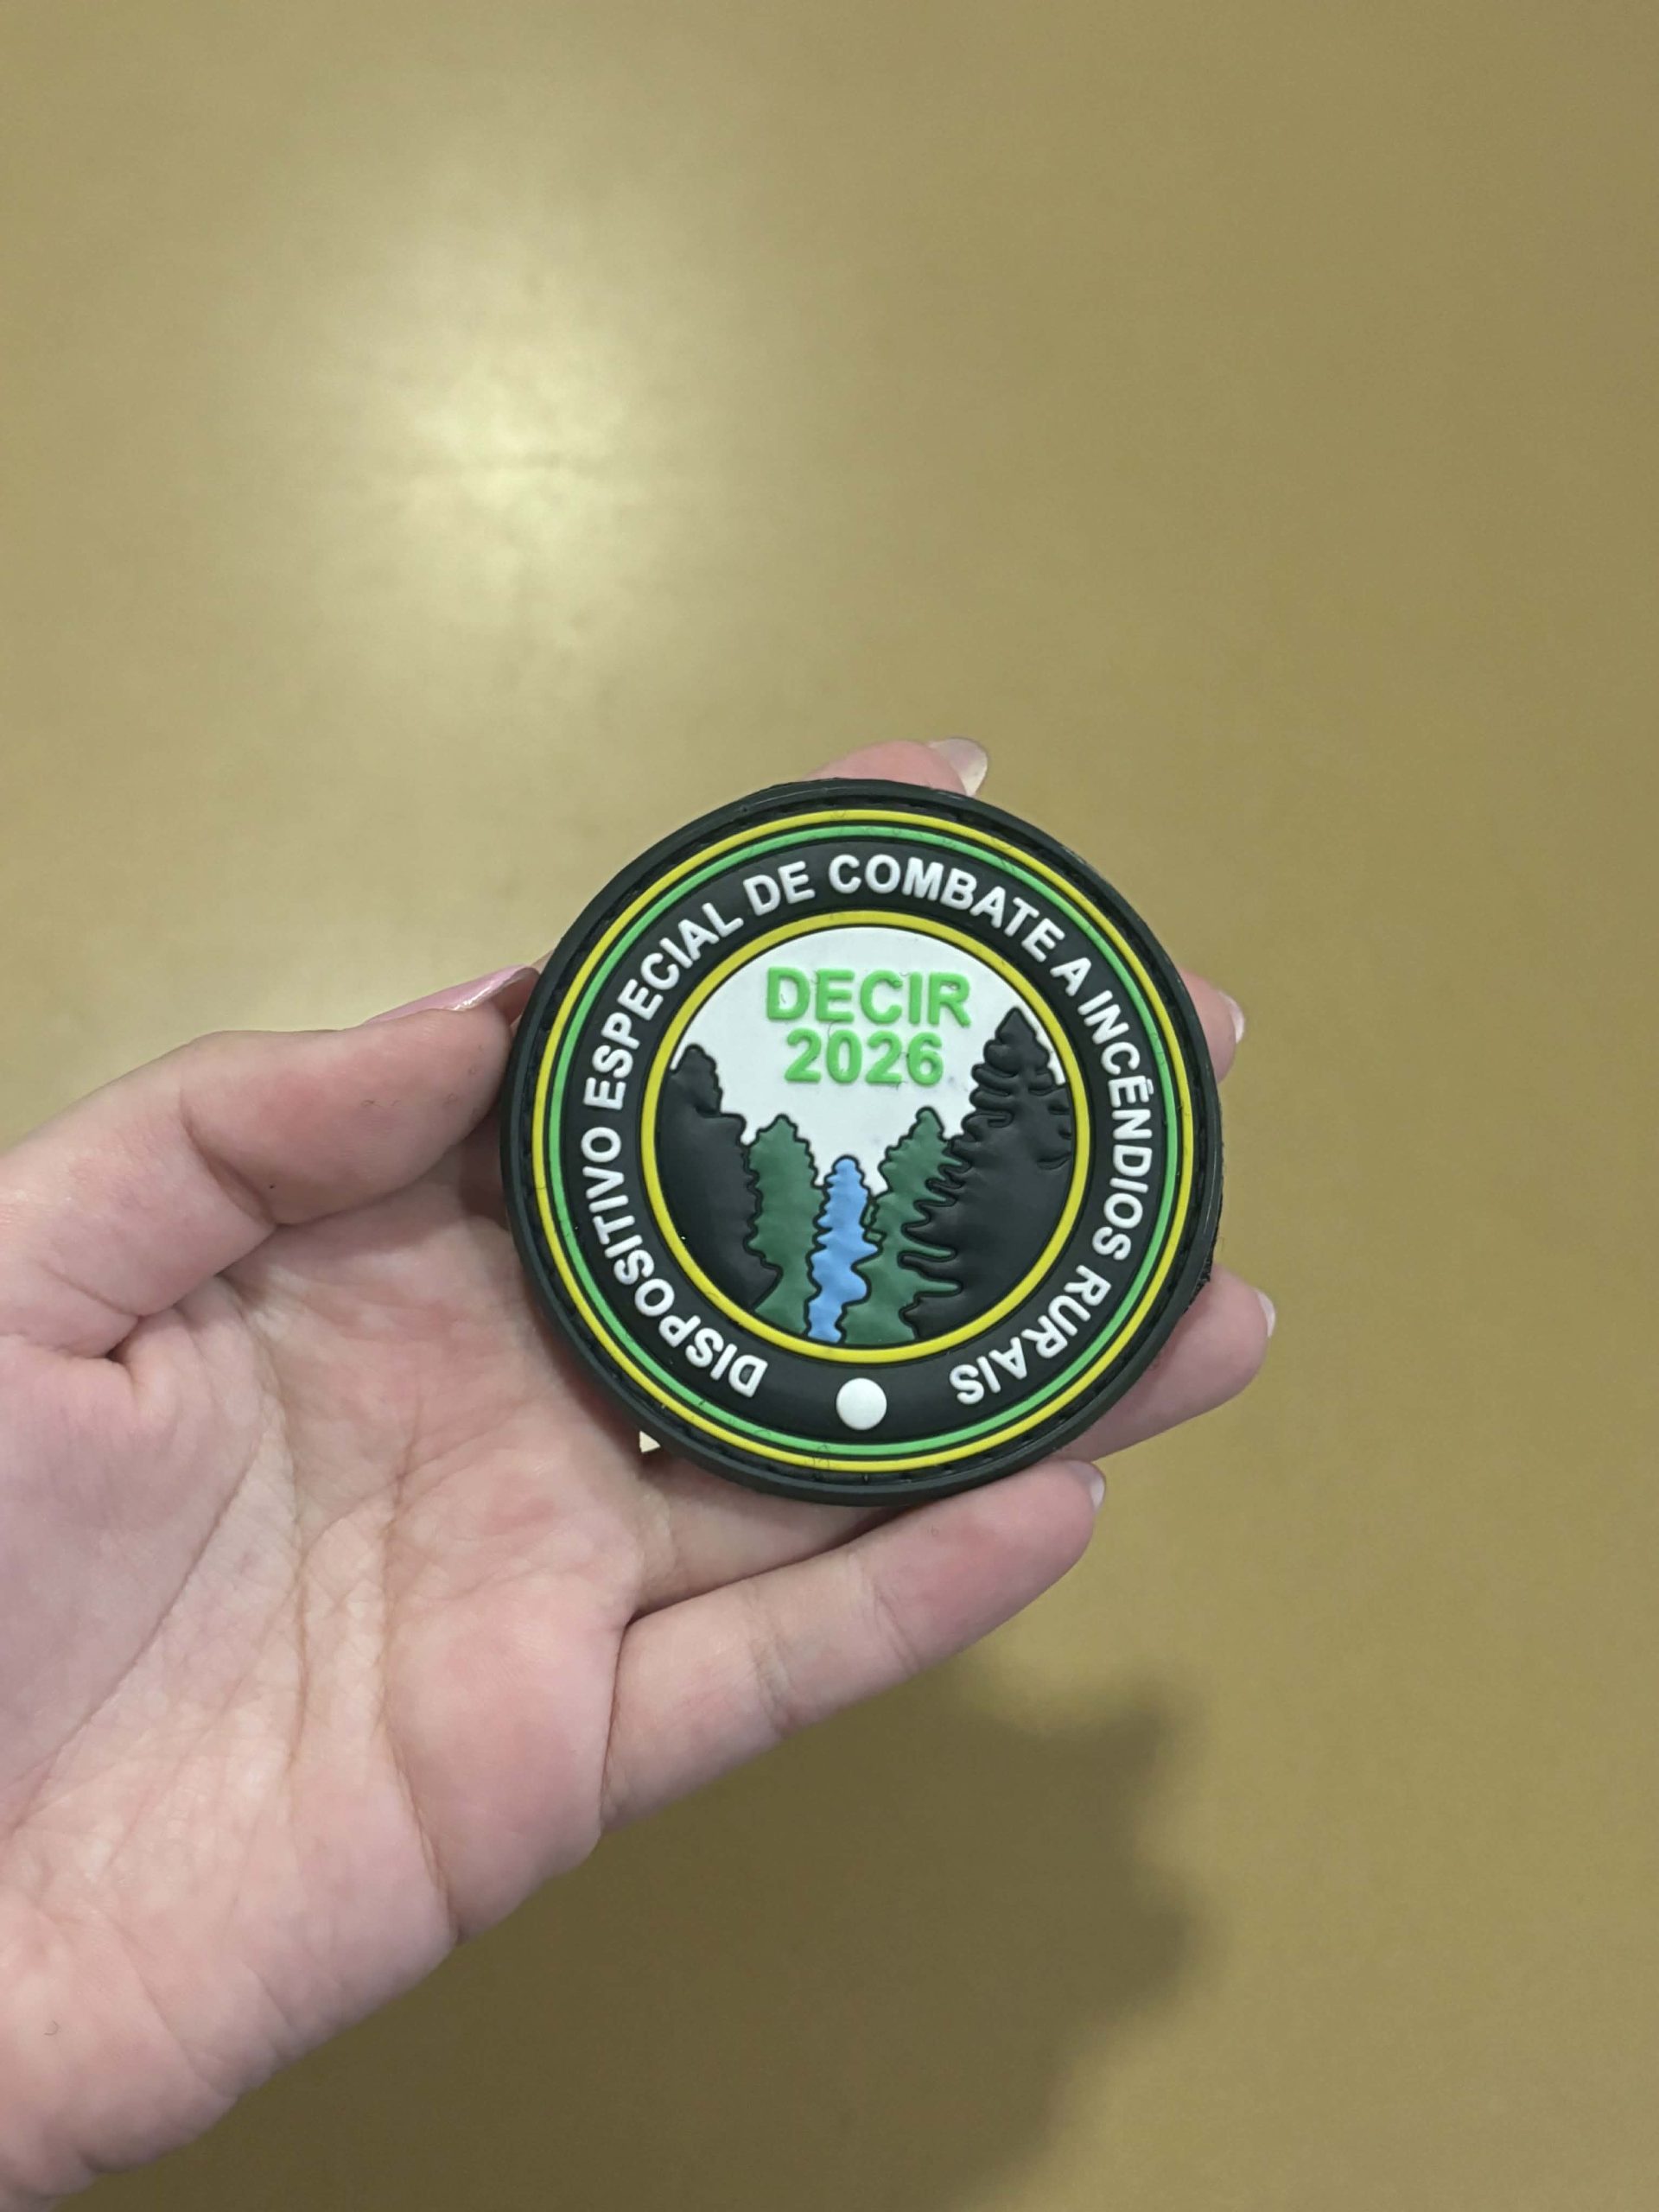 DISPOSITIVO ESPECIAL DE COMBATE A INCÊNDIOS RURAIS
DECIR
2026